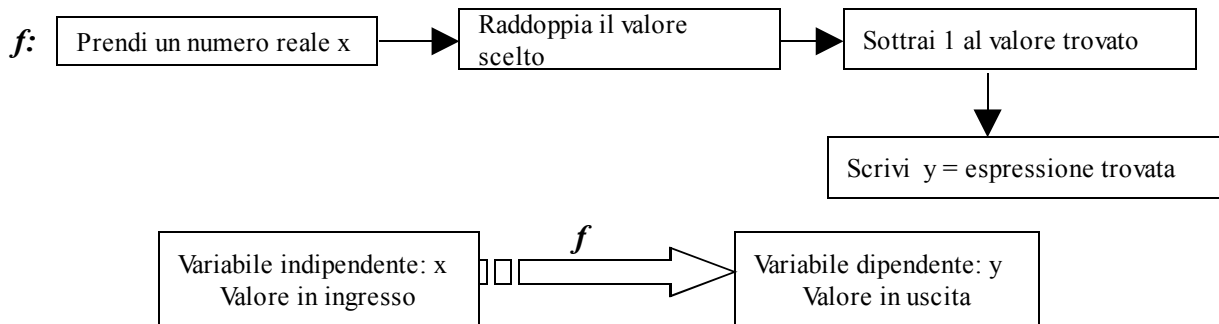 f:
Prendi un numero reale x
Raddoppia il valore
scelto
Sottrai 1 al valore trovato
Scrivi y = espressione trovata
f
Variabile indipendente: x
Valore in ingresso
Variabile dipendente: y
Valore in uscita